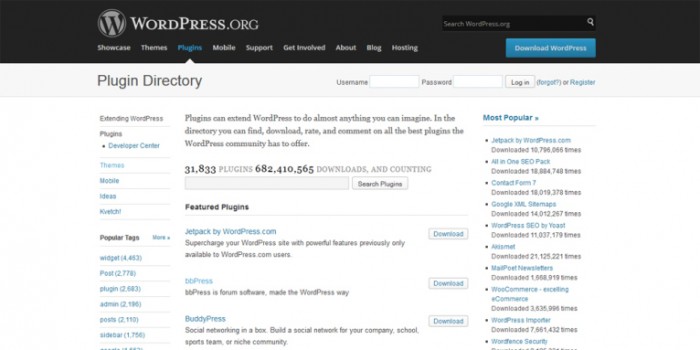 WORDPRESS.ORG
Search WordPress.org
Showcase Themes Plugins Mobile Support Get Involved About Blog Hosting
Download WordPress
Plugin Directory
Username Password Log in (forgot?) or Register
Extending WordPress
Plugins
Developer Center
Themes
Mobile
Ideas
Kvetch!
Popular Tags More »
widget (4,463)
Post (2,778)
plugin (2,683)
admin (2,196)
posts (2,110)
sidebar (1,756)
Plugins can extend WordPress to do almost anything you can imagine. In the
directory you can find, download, rate, and comment on all the best plugins the
WordPress community has to offer.
31,833 PLUGINS 682,410,565 DOWNLOADS, AND COUNTING
Search Plugins
Featured Plugins
Jetpack by WordPress.com
Download
Supercharge your WordPress site with powerful features previously only
available to WordPress.com users.
bbPress
Download
bbPress is forum software, made the WordPress way
BuddyPress
Download
Social networking in a box. Build a social network for your company, school,
sports team, or niche community.
Most Popular »
Jetpack by WordPress.com
Downloaded 10,796,066 times
All in One SEO Pack
Downloaded 18,884,748 times
Contact Form 7
Downloaded 18,019,378 times
Google XML Sitemaps
Downloaded 14,012,267 times
WordPress SEO by Yoast
Downloaded 11,037,179 times
Akismet
Downloaded 21,125,221 times
MailPoet Newsletters
Downloaded 1,668,919 times
WooCommerce - excelling
eCommerce
Downloaded 3,635,996 times
WordPress Importer
Downloaded 7,661,432 times
Wordfence Security